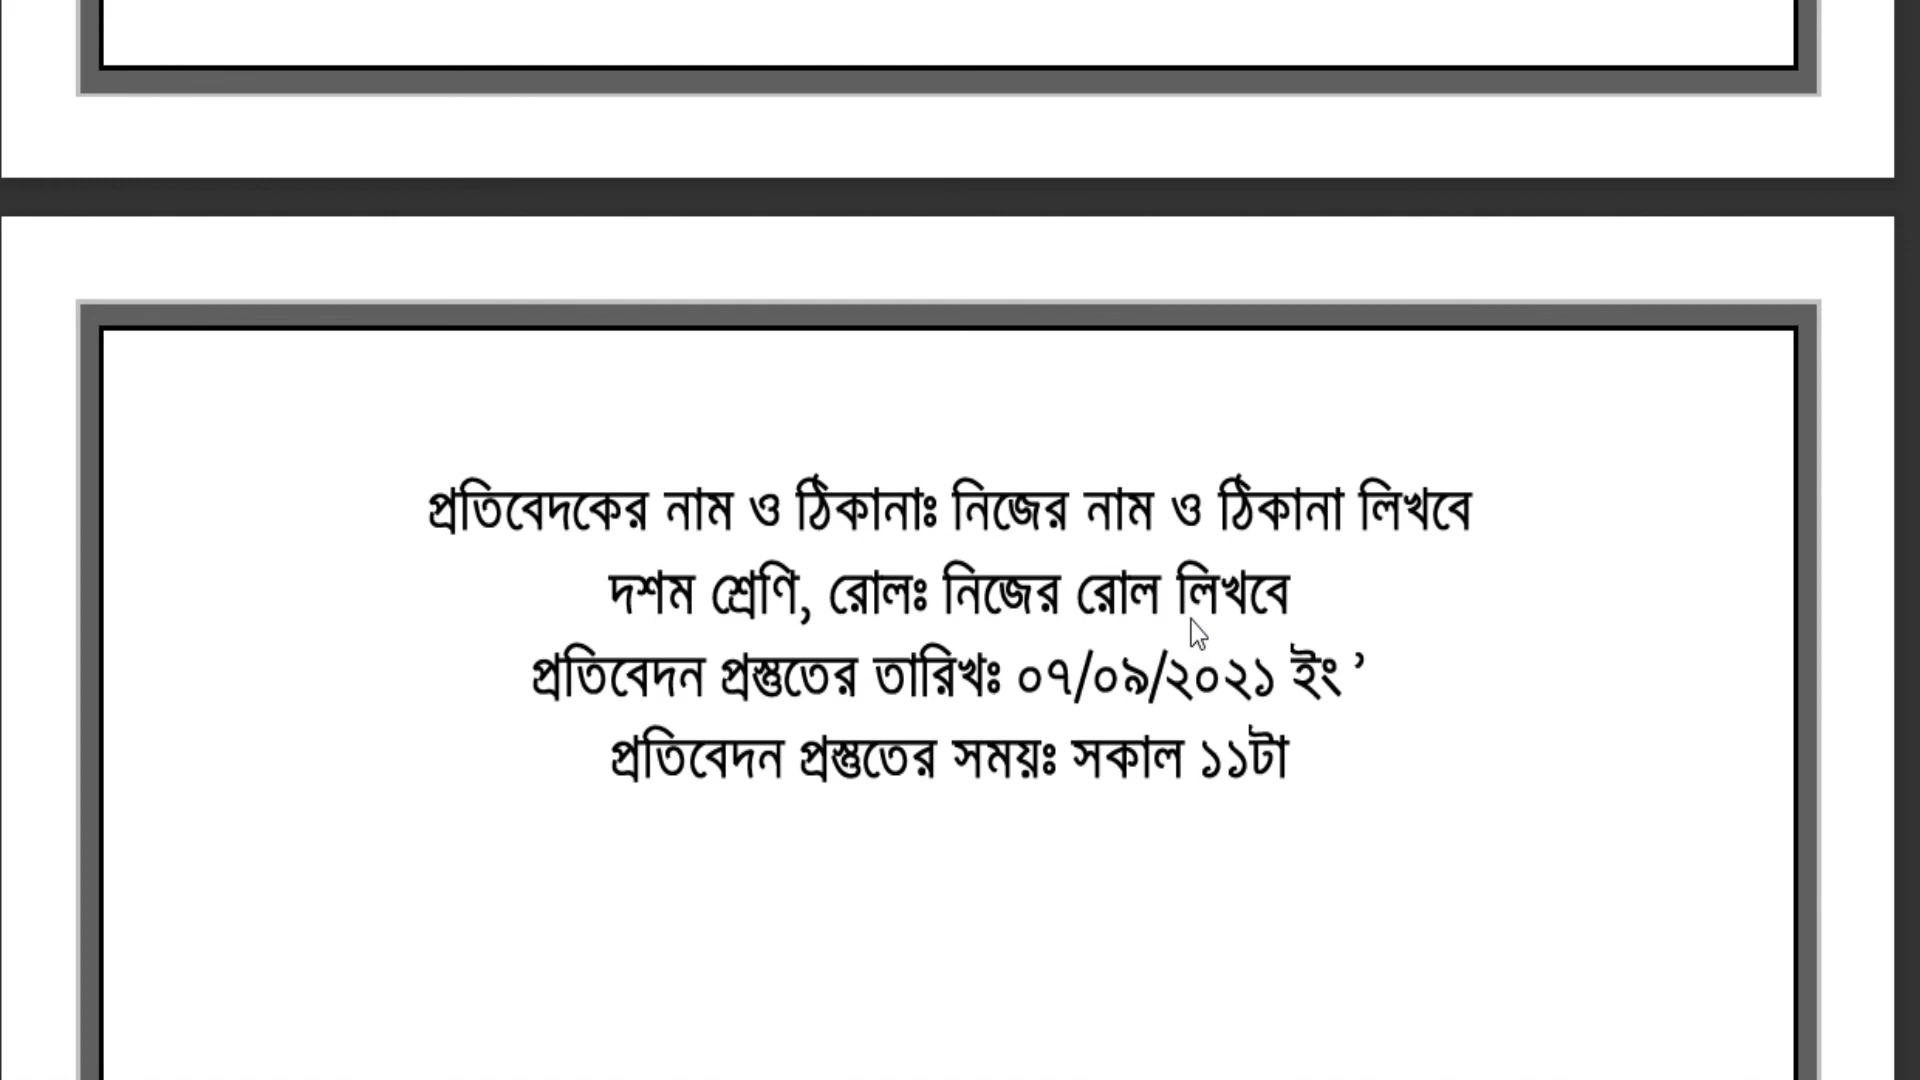 প্রতিবেদকের নাম ও ঠিকানাঃ নিজের নাম ও ঠিকানা লিখবে
দশম শ্রেণি, রোলঃ নিজের রোল লিখবে
প্রতিবেদন প্রস্তুতের তারিখঃ ০৭/০৯/২০২১ ইং ’
প্রতিবেদন প্রস্তুতের সময়ঃ সকাল ১১টা